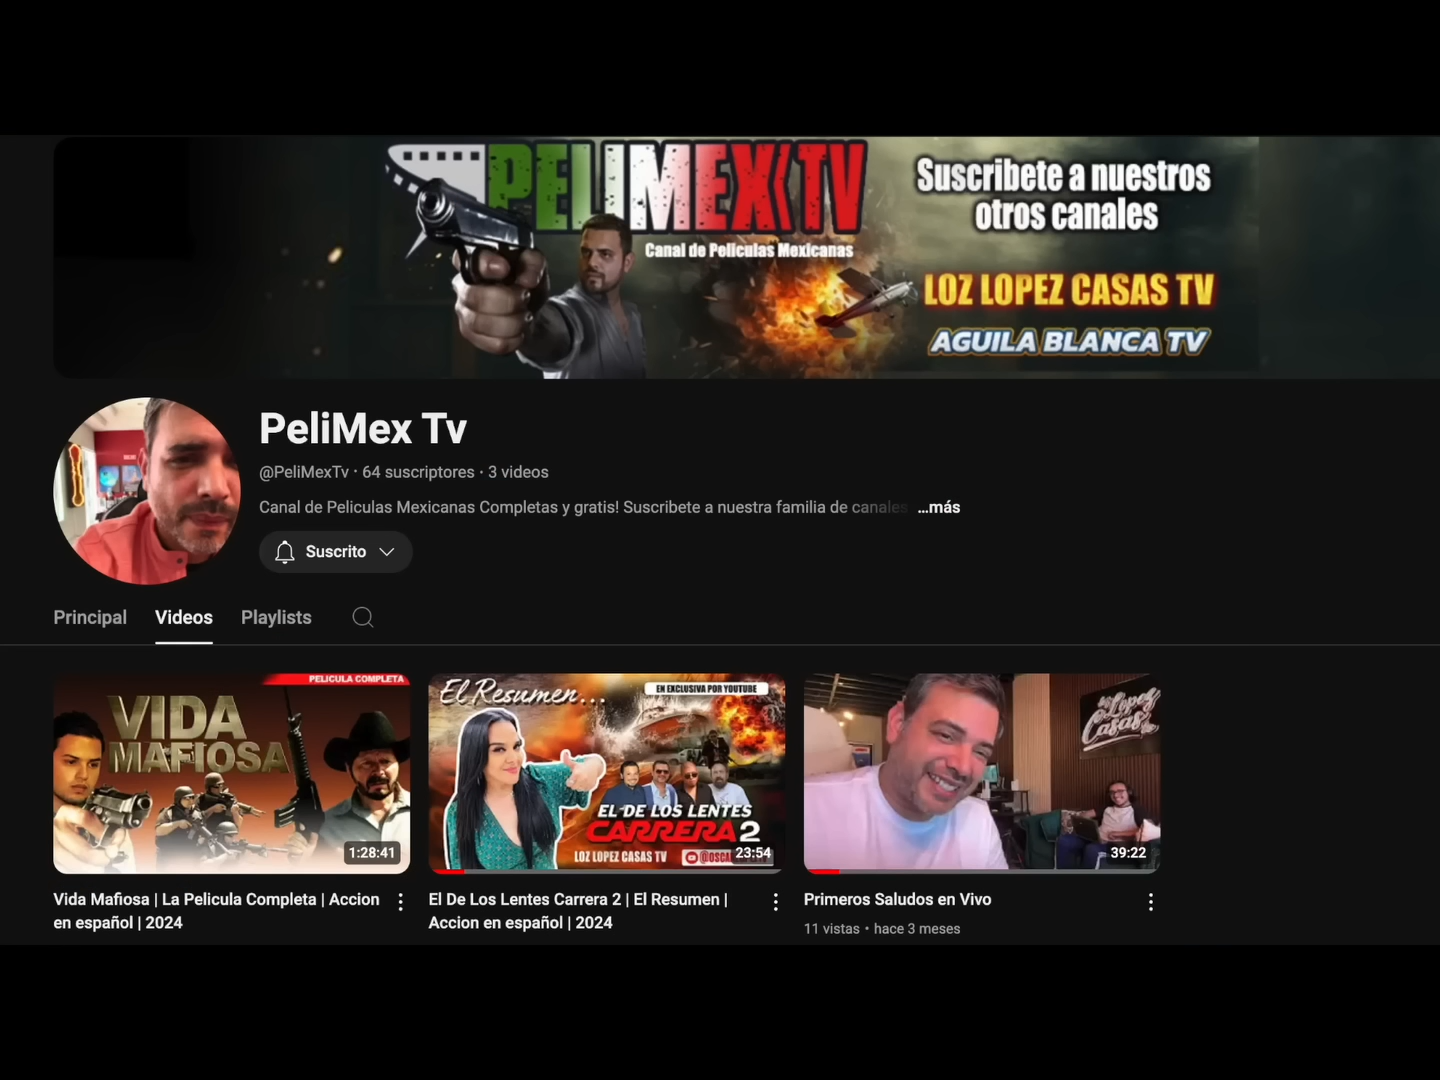 PELIMEX TV
Canal de Peliculas Mexicanas
Suscribete a nuestros
otros canales
LOZ LOPEZ CASAS TV
AGUILA BLANCA TV
PeliMex Tv
@PeliMexTv · 64 suscriptores · 3 videos
Canal de Peliculas Mexicanas Completas y gratis! Suscribete a nuestra familia de canales ...más
Suscrito
Principal Videos Playlists
PELICULA COMPLETA
VIDA
MAFIOSA
1:28:41
El Resumen...
EN EXCLUSIVA POR YOUTUBE
EL DE LOS LENTES
CARRERA 2
LOZ LOPEZ CASAS TV
23:54
Lopez
Casas
39:22
Vida Mafiosa | La Pelicula Completa | Accion
en español | 2024
El De Los Lentes Carrera 2 | El Resumen |
Accion en español | 2024
Primeros Saludos en Vivo
11 vistas • hace 3 meses